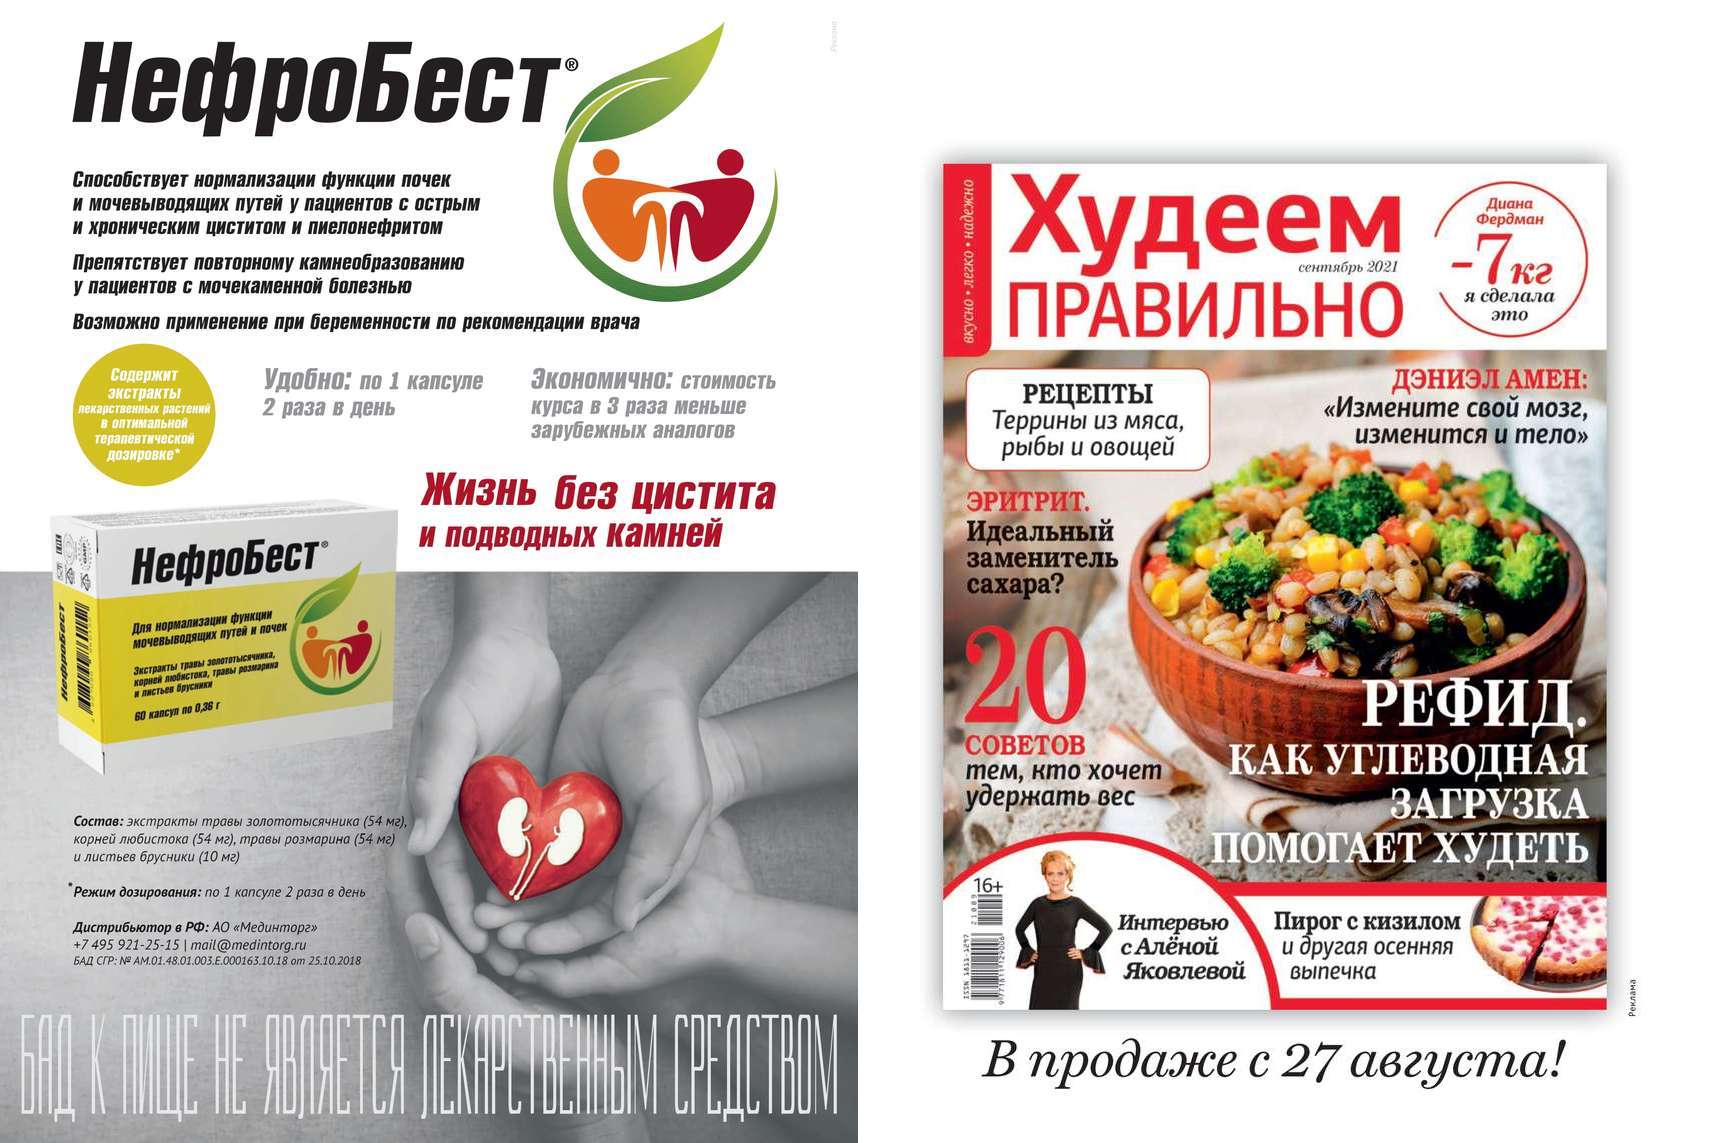 НефроБест®
Реклама
Способствует нормализации функции почек
и мочевыводящих путей у пациентов с острым
и хроническим циститом и пиелонефритом
Препятствует повторному камнеобразованию
у пациентов с мочекаменной болезнью
Возможно применение при беременности по рекомендации врача
Содержит
экстракты
лекарственных растений
в оптимальной
терапевтической
дозировке*
Удобно: по 1 капсуле
2 раза в день
Экономично: стоимость
курса в 3 раза меньше
зарубежных аналогов
Жизнь без цистита
и подводных камней
НефроБест®
Для нормализации функции
мочевыводящих путей и почек
Экстракты травы золототысячника,
корней любистока, травы розмарина
и листьев брусники
60 капсул по 0,36 г
НефроБест
Состав: экстракты травы золототысячника (54 мг),
корней любистока (54 мг), травы розмарина (54 мг)
и листьев брусники (10 мг)
*Режим дозирования: по 1 капсуле 2 раза в день
Дистрибьютор в РФ: АО «Мединторг»
+7 495 921-25-15 | mail@medintorg.ru
БАД СГР: № AM.01.48.01.003.E.000163.10.18 от 25.10.2018
БАД К ПИЩЕ НЕ ЯВЛЯЕТСЯ ЛЕКАРСТВЕННЫМ СРЕДСТВОМ
вкусно • легко • надежно
Худеем
сентябрь 2021
ПРАВИЛЬНО
Диана
Фердман
-7 кг
я сделала
это
РЕЦЕПТЫ
Террины из мяса,
рыбы и овощей
ДЭНИЭЛ АМЕН:
«Измените свой мозг,
изменится и тело»
ЭРИТРИТ.
Идеальный
заменитель
сахара?
20
СОВЕТОВ
тем, кто хочет
удержать вес
РЕФИД.
КАК УГЛЕВОДНАЯ
ЗАГРУЗКА
ПОМОГАЕТ ХУДЕТЬ
16+
21009
ISSN 1811-1297
9 771811 129006
Интервью
с Алёной
Яковлевой
Пирог с кизилом
и другая осенняя
выпечка
Реклама
В продаже с 27 августа!